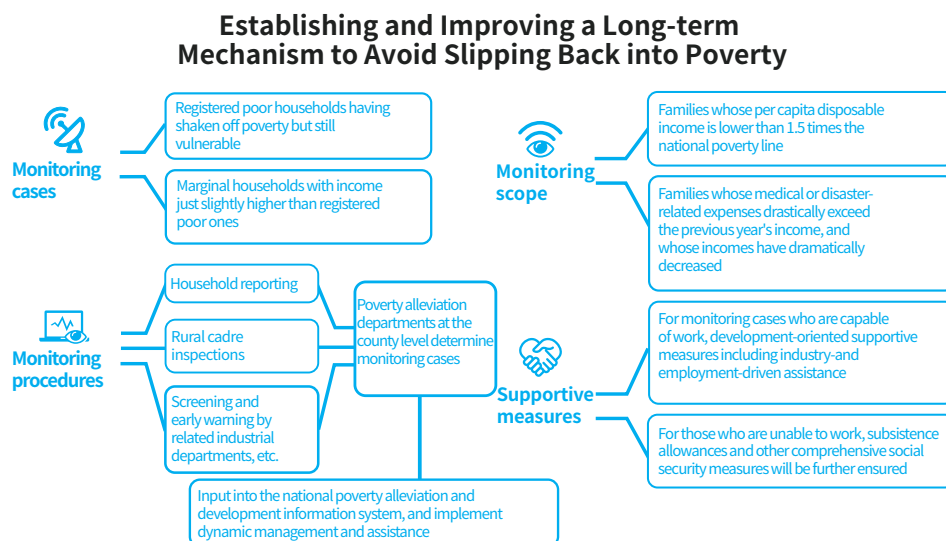 Establishing and Improving a Long-term
Mechanism to Avoid Slipping Back into Poverty
Monitoring
cases
Registered poor households having
shaken off poverty but still
vulnerable
Marginal households with income
just slightly higher than registered
poor ones
Monitoring
scope
Families whose per capita disposable
income is lower than 1.5 times the
national poverty line
Families whose medical or disaster-
related expenses drastically exceed
the previous year's income, and
whose incomes have dramatically
decreased
Monitoring
procedures
Household reporting
Rural cadre
inspections
Screening and
early warning by
related industrial
departments, etc.
Poverty alleviation
departments at the
county level determine
monitoring cases
Input into the national poverty alleviation and
development information system, and implement
dynamic management and assistance
Supportive
measures
For monitoring cases who are capable
of work, development-oriented supportive
measures including industry-and
employment-driven assistance
For those who are unable to work, subsistence
allowances and other comprehensive social
security measures will be further ensured